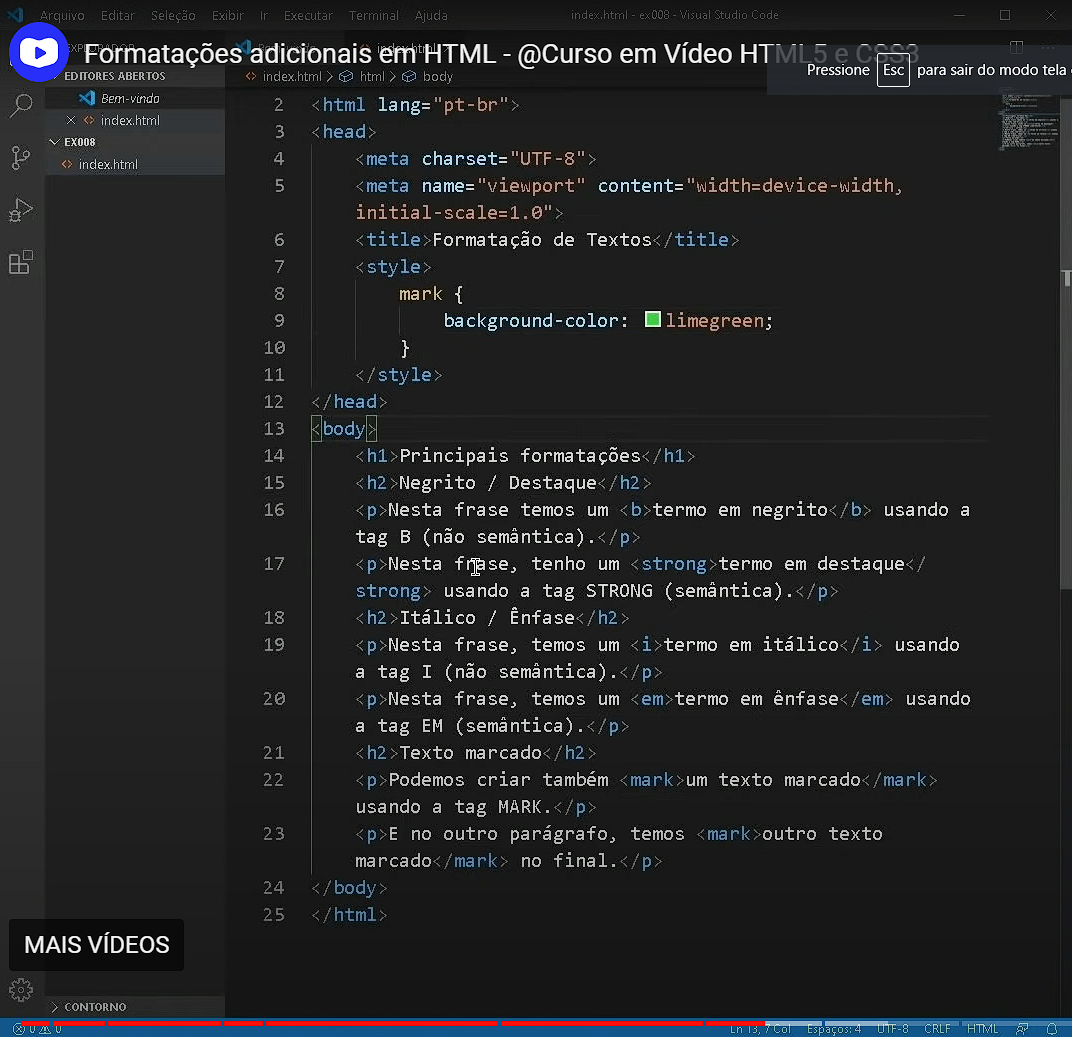 Arquivo Editar Seleção Exibir Ir Executar Terminal Ajuda index.html - ex008 - Visual Studio Code
Formatações adicionais em HTML - @Curso em Vídeo HTML5 e CSS3
Pressione Esc para sair do modo tela
EDITORES ABERTOS
Bem-vindo
index.html
EX008
index.html
index.html > html > body
2 <html lang="pt-br">
3 <head>
4 <meta charset="UTF-8">
5 <meta name="viewport" content="width=device-width,
initial-scale=1.0">
6 <title>Formatação de Textos</title>
7 <style>
8 mark {
9 background-color: limegreen;
10 }
11 </style>
12 </head>
13 <body>
14 <h1>Principais formatações</h1>
15 <h2>Negrito / Destaque</h2>
16 <p>Nesta frase temos um <b>termo em negrito</b> usando a
tag B (não semântica).</p>
17 <p>Nesta frase, tenho um <strong>termo em destaque</
strong> usando a tag STRONG (semântica).</p>
18 <h2>Itálico / Ênfase</h2>
19 <p>Nesta frase, temos um <i>termo em itálico</i> usando
a tag I (não semântica).</p>
20 <p>Nesta frase, temos um <em>termo em ênfase</em> usando
a tag EM (semântica).</p>
21 <h2>Texto marcado</h2>
22 <p>Podemos criar também <mark>um texto marcado</mark>
usando a tag MARK.</p>
23 <p>E no outro parágrafo, temos <mark>outro texto
marcado</mark> no final.</p>
24 </body>
25 </html>
MAIS VÍDEOS
CONTORNO
0 0 Ln 13, 7 Col Espaços: 4 UTF-8 CRLF HTML